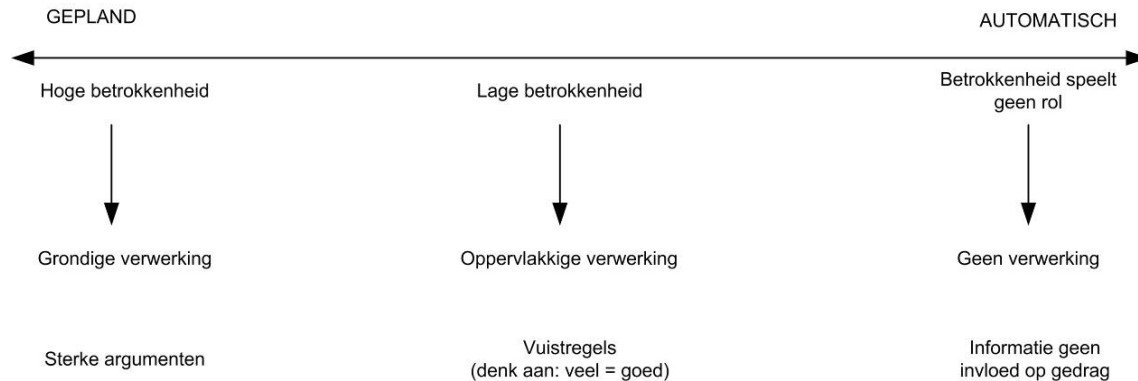 GEPLAND
AUTOMATISCH
Hoge betrokkenheid
Lage betrokkenheid
Betrokkenheid speelt
geen rol
Grondige verwerking
Oppervlakkige verwerking
Geen verwerking
Sterke argumenten
Vuistregels
(denk aan: veel = goed)
Informatie geen
invloed op gedrag